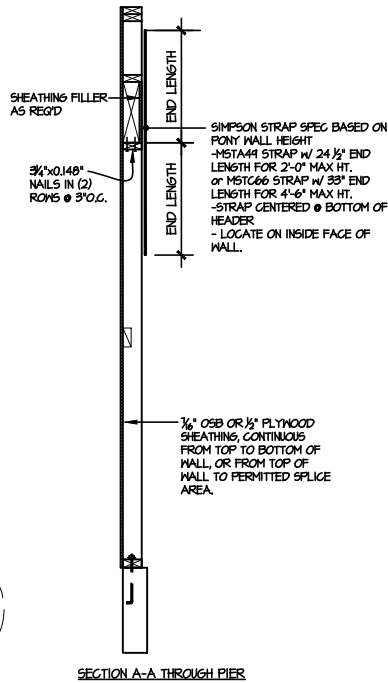 SHEATHING FILLER
AS REQ'D
3¼"x0.148"
NAILS IN (2)
ROWS @ 3"O.C.
END LENGTH
END LENGTH
SIMPSON STRAP SPEC BASED ON
PONY WALL HEIGHT
-MSTA49 STRAP W/ 24 ½" END
LENGTH FOR 2'-0" MAX HT.
or MSTC66 STRAP W/ 33" END
LENGTH FOR 4'-6" MAX HT.
-STRAP CENTERED @ BOTTOM OF
HEADER
- LOCATE ON INSIDE FACE OF
WALL.
7/16" OSB OR ½" PLYWOOD
SHEATHING, CONTINUOUS
FROM TOP TO BOTTOM OF
WALL, OR FROM TOP OF
WALL TO PERMITTED SPLICE
AREA.
SECTION A-A THROUGH PIER